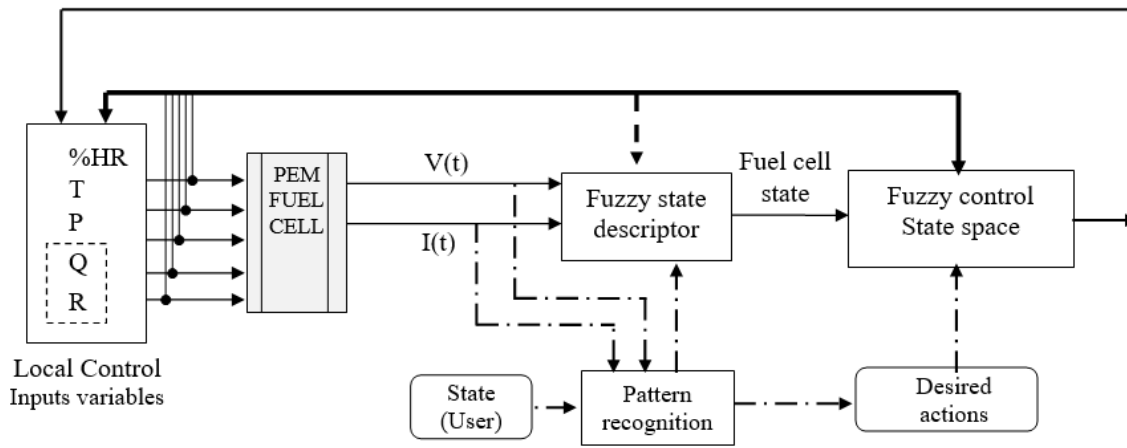 %HR
T
P
Q
R
Local Control
Inputs variables
PEM
FUEL
CELL
V(t)
I(t)
Fuzzy state
descriptor
Fuel cell
state
Fuzzy control
State space
State
(User)
Pattern
recognition
Desired
actions